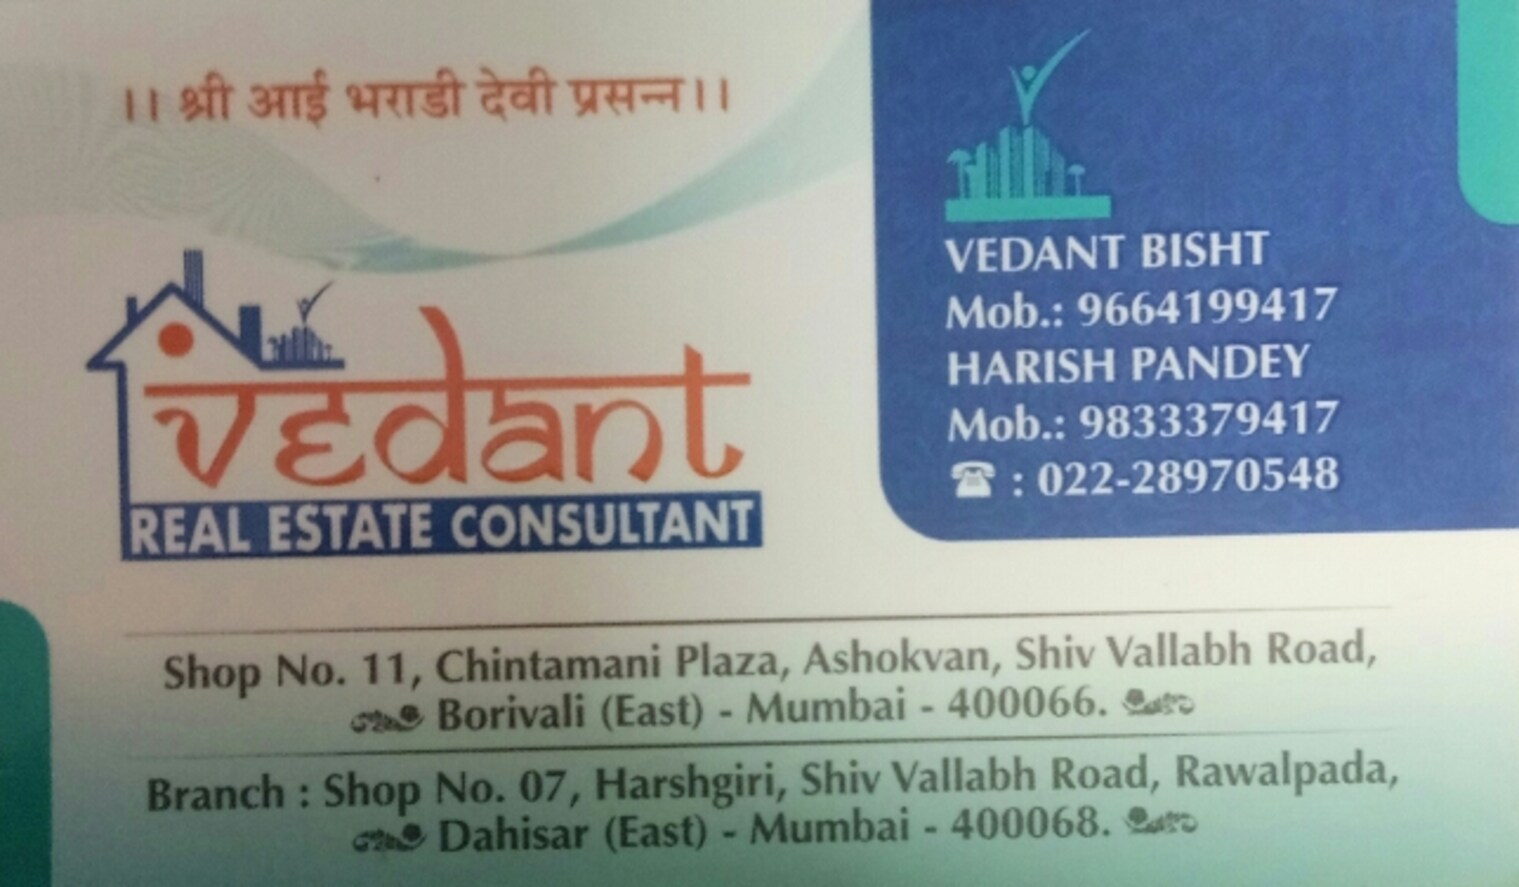 ।। श्री आई भराडी देवी प्रसन्न।।
vedant
REAL ESTATE CONSULTANT
VEDANT BISHT
Mob.: 9664199417
HARISH PANDEY
Mob.: 9833379417
☎ : 022-28970548
Shop No. 11, Chintamani Plaza, Ashokvan, Shiv Vallabh Road,
Borivali (East) - Mumbai - 400066.
Branch : Shop No. 07, Harshgiri, Shiv Vallabh Road, Rawalpada,
Dahisar (East) - Mumbai - 400068.